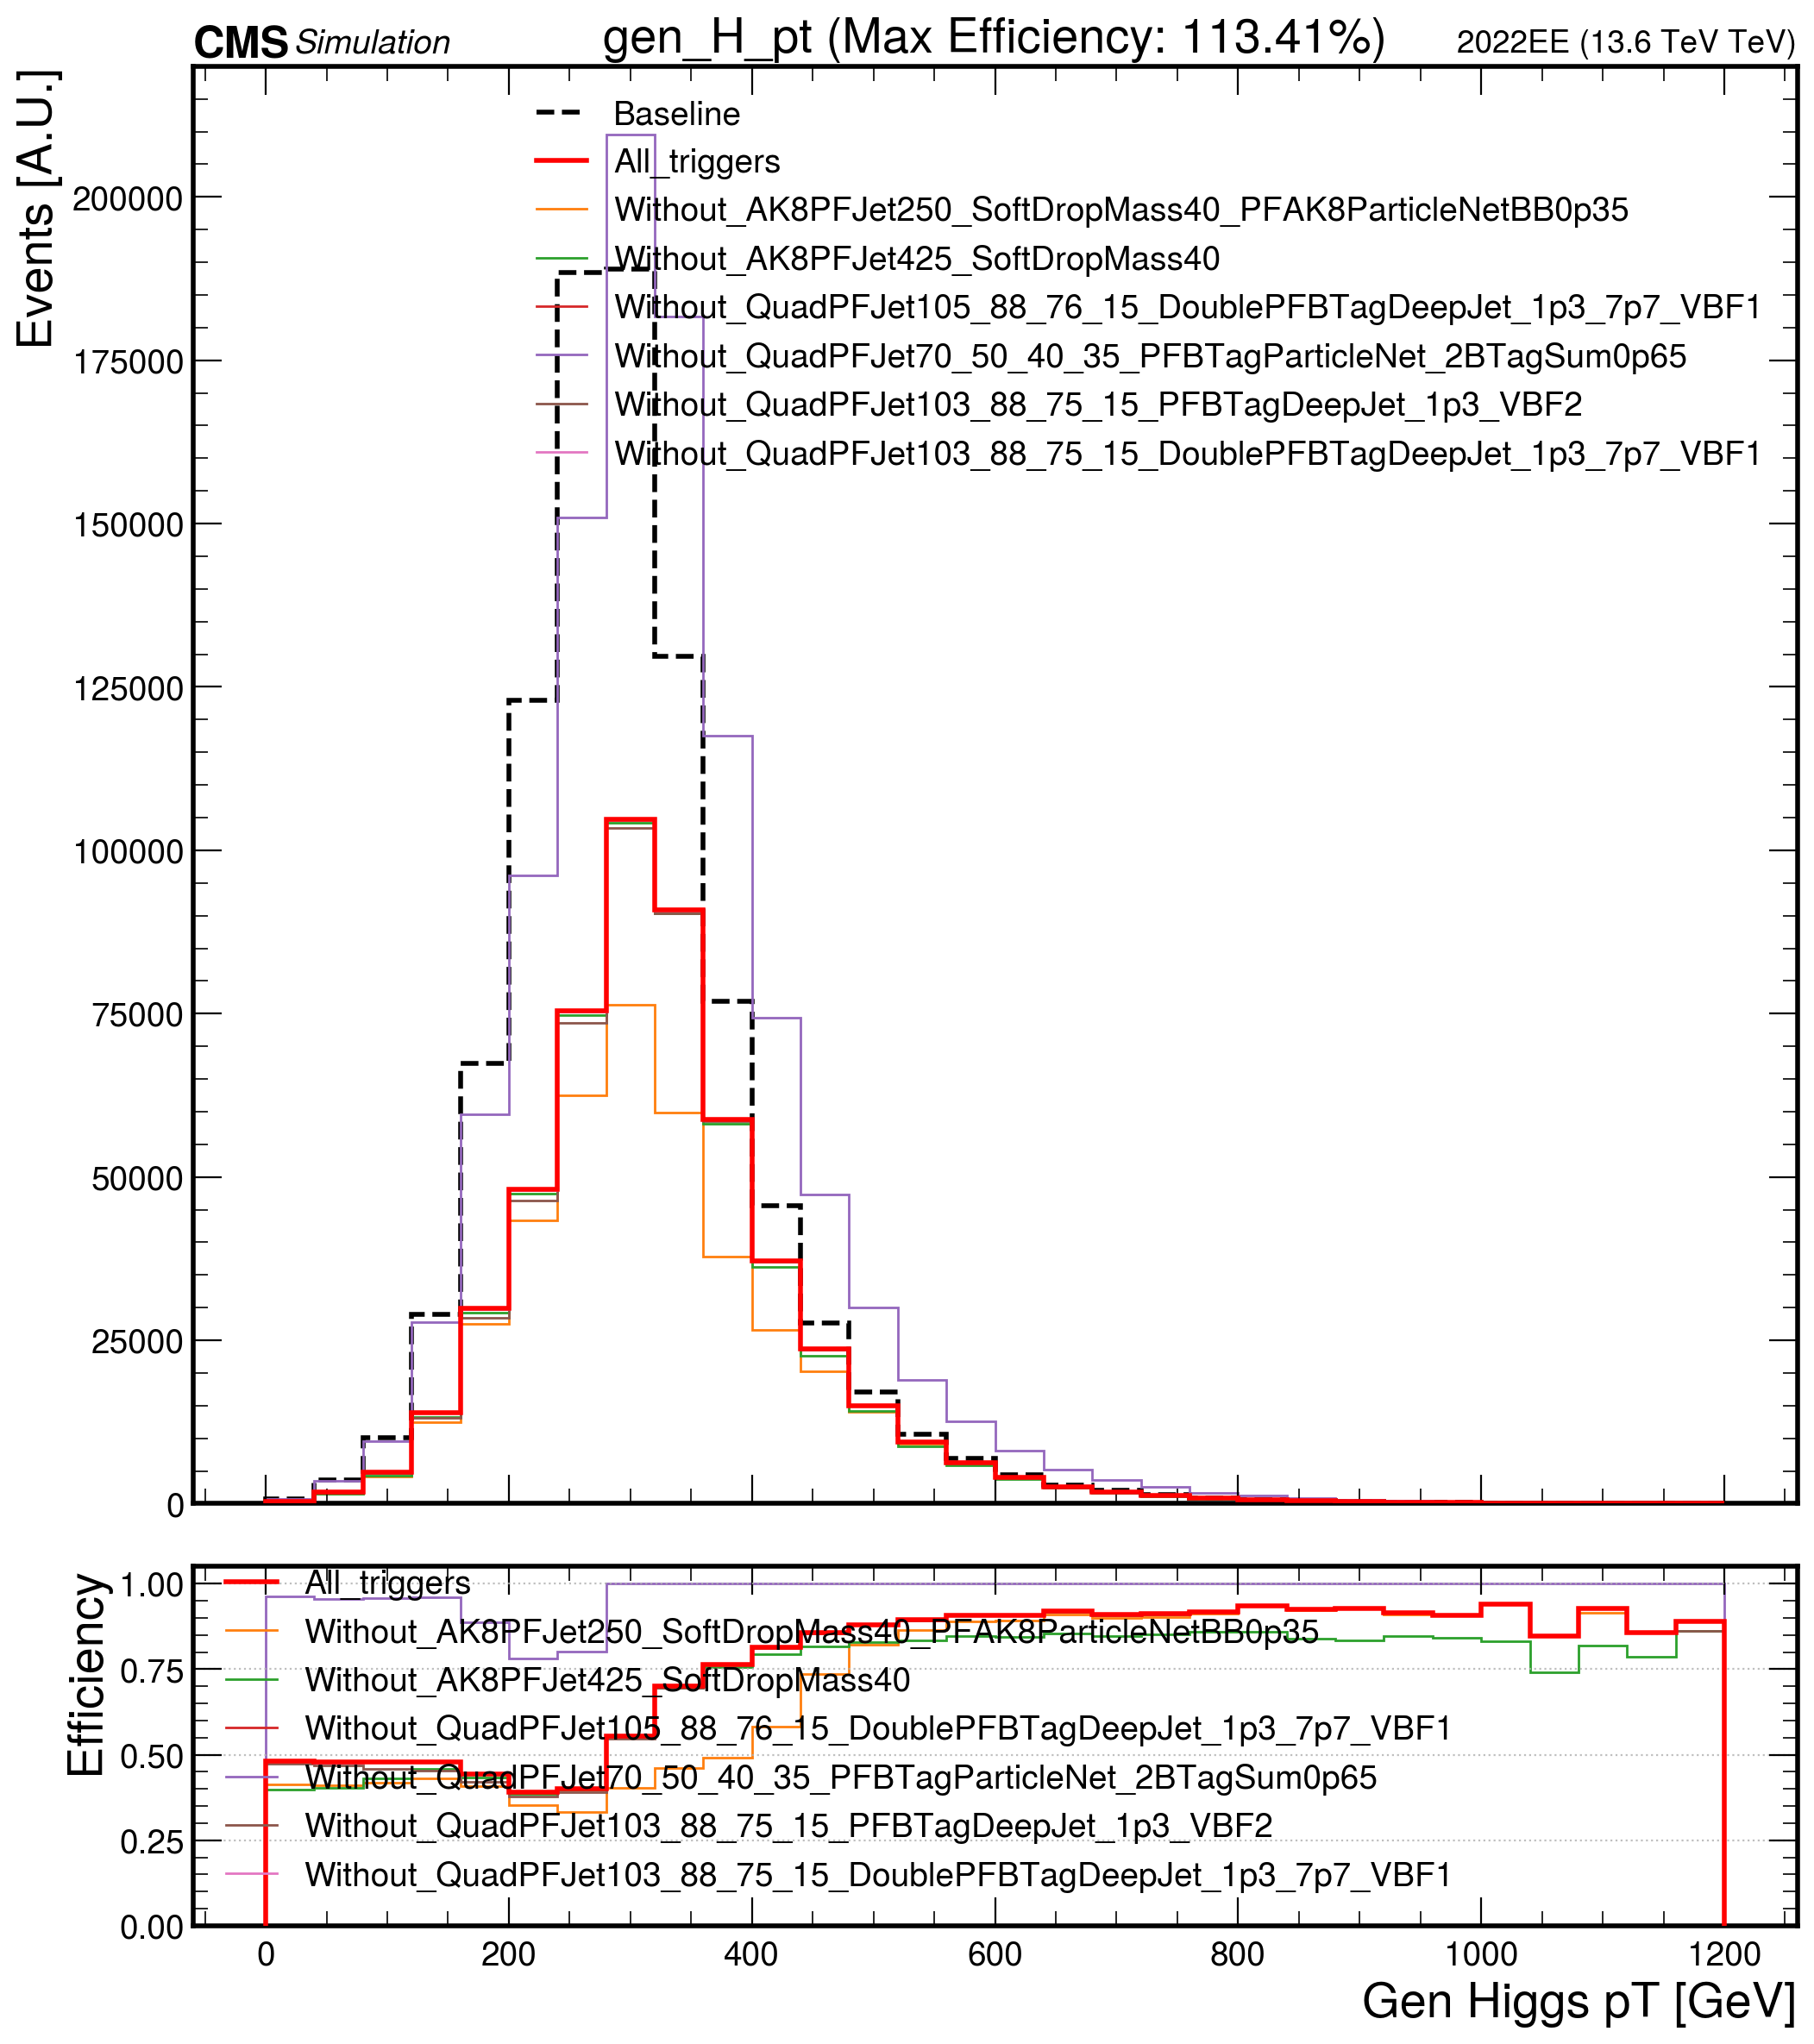 CMS Simulation gen_H_pt (Max Efficiency: 113.41%) 2022EE (13.6 TeV TeV)
Events [A.U.]
Baseline
All_triggers
Without_AK8PFJet250_SoftDropMass40_PFAK8ParticleNetBB0p35
Without_AK8PFJet425_SoftDropMass40
Without_QuadPFJet105_88_76_15_DoublePFBTagDeepJet_1p3_7p7_VBF1
Without_QuadPFJet70_50_40_35_PFBTagParticleNet_2BTagSum0p65
Without_QuadPFJet103_88_75_15_PFBTagDeepJet_1p3_VBF2
Without_QuadPFJet103_88_75_15_DoublePFBTagDeepJet_1p3_7p7_VBF1
200000
175000
150000
125000
100000
75000
50000
25000
0
Efficiency
1.00
0.75
0.50
0.25
0.00
All_triggers
Without_AK8PFJet250_SoftDropMass40_PFAK8ParticleNetBB0p35
Without_AK8PFJet425_SoftDropMass40
Without_QuadPFJet105_88_76_15_DoublePFBTagDeepJet_1p3_7p7_VBF1
Without_QuadPFJet70_50_40_35_PFBTagParticleNet_2BTagSum0p65
Without_QuadPFJet103_88_75_15_PFBTagDeepJet_1p3_VBF2
Without_QuadPFJet103_88_75_15_DoublePFBTagDeepJet_1p3_7p7_VBF1
0 200 400 600 800 1000 1200
Gen Higgs pT [GeV]